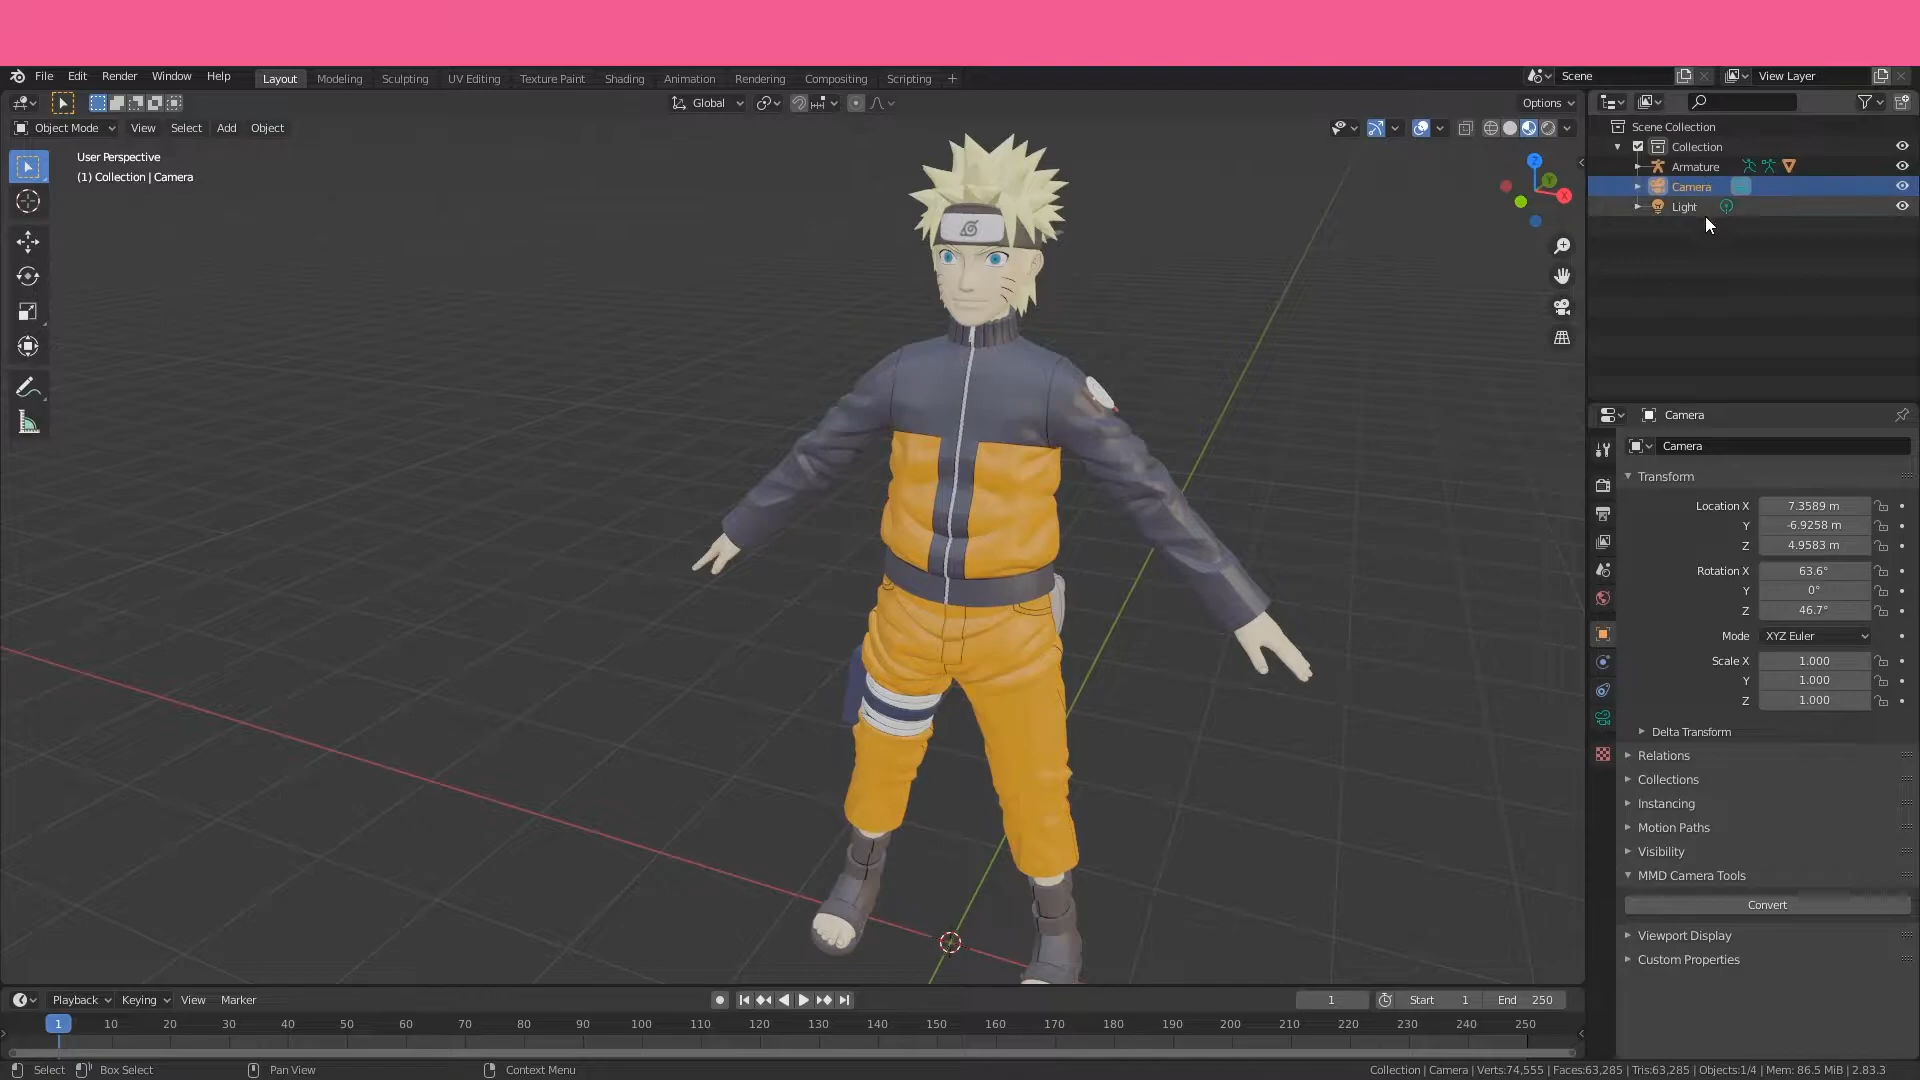 File Edit Render Window Help Layout Modeling Sculpting UV Editing Texture Paint Shading Animation Rendering Compositing Scripting + Scene View Layer
Global Options
Object Mode View Select Add Object
User Perspective
(1) Collection | Camera
Z
Y
X
Scene Collection
Collection
Armature
Camera
Light
Camera
Camera
Transform
Location X 7.3589 m
Y -6.9258 m
Z 4.9583 m
Rotation X 63.6°
Y 0°
Z 46.7°
Mode XYZ Euler
Scale X 1.000
Y 1.000
Z 1.000
Delta Transform
Relations
Collections
Instancing
Motion Paths
Visibility
MMD Camera Tools
Convert
Viewport Display
Custom Properties
Playback Keying View Marker 1 Start 1 End 250
1 10 20 30 40 50 60 70 80 90 100 110 120 130 140 150 160 170 180 190 200 210 220 230 240 250
Select Box Select Pan View Context Menu Collection | Camera | Verts:74,555 | Faces:63,285 | Tris:63,285 | Objects:1/4 | Mem: 86.5 MiB | 2.83.3